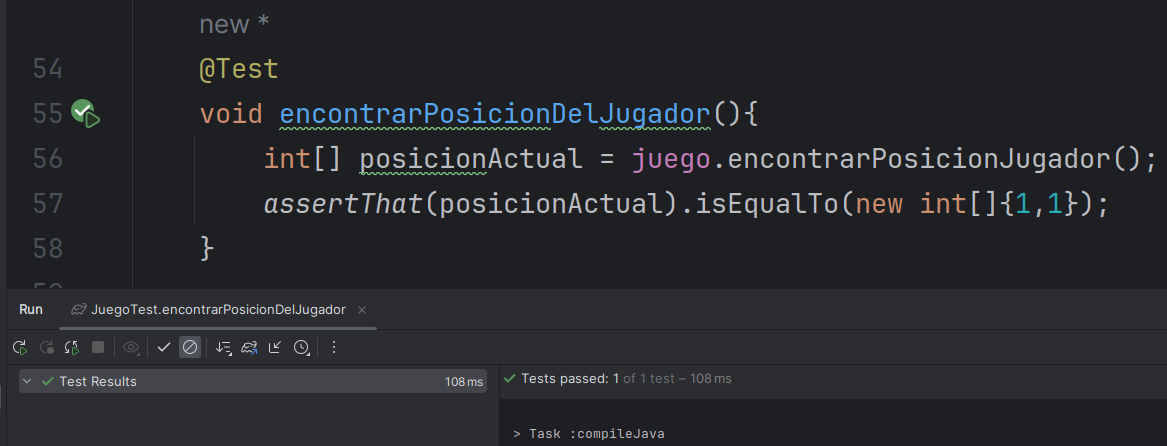 new *
54 @Test
55 void encontrarPosicionDelJugador(){
56 int[] posicionActual = juego.encontrarPosicionJugador();
57 assertThat(posicionActual).isEqualTo(new int[]{1,1});
58 }
Run JuegoTest.encontrarPosicionDelJugador ×
Test Results 108 ms
Tests passed: 1 of 1 test – 108 ms
> Task :compileJava